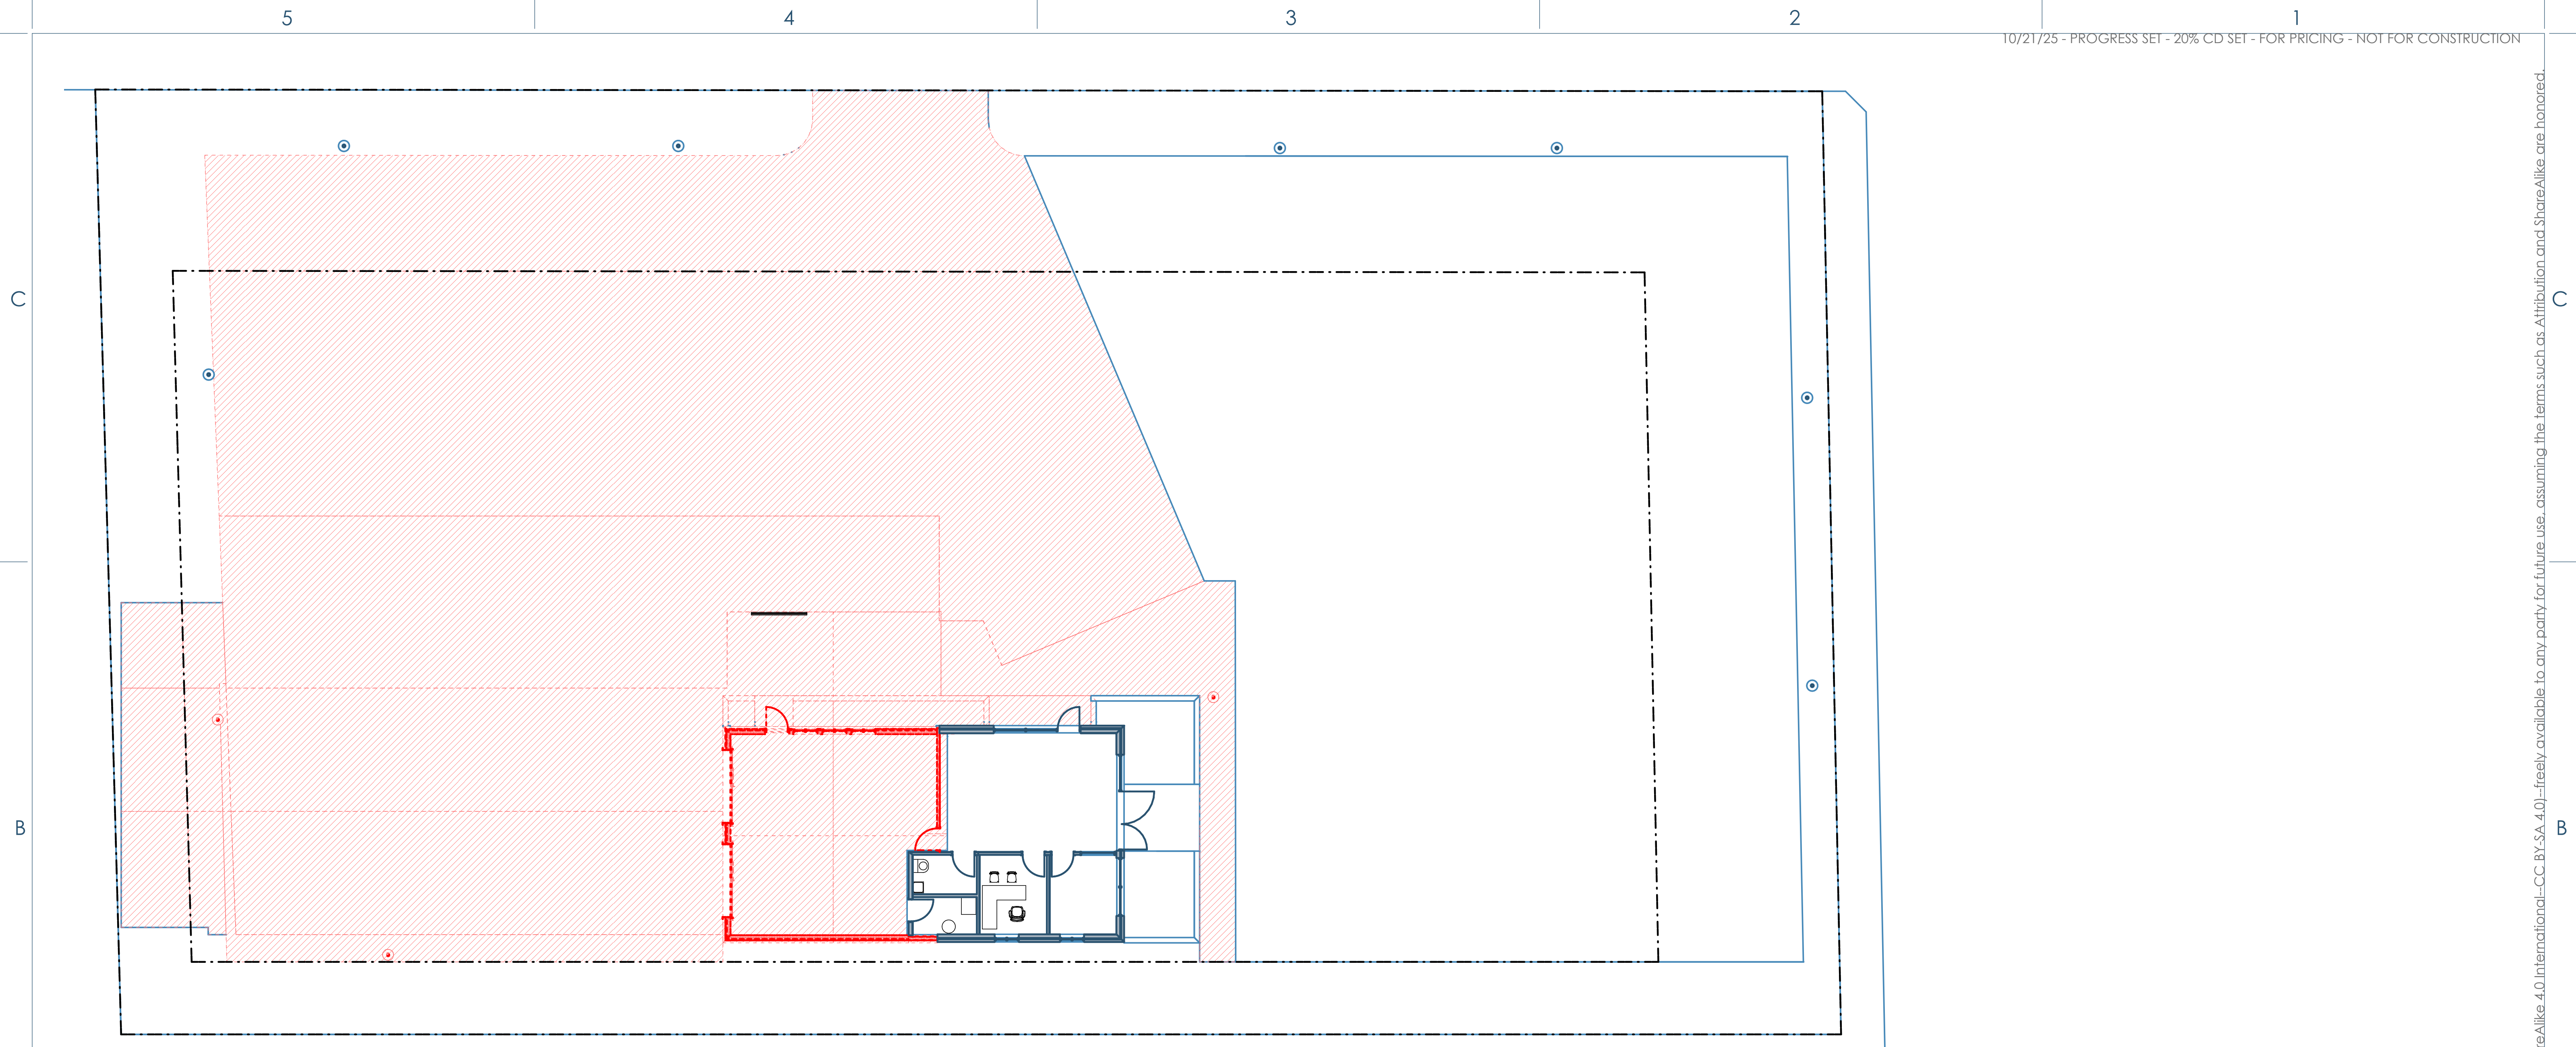 5 4 3 2 1
10/21/25 - PROGRESS SET - 20% CD SET - FOR PRICING - NOT FOR CONSTRUCTION
C C
B B
reAlike 4.0 International--CC BY-SA 4.0)--freely available to any party for future use, assuming the terms such as Attribution and ShareAlike are honored.